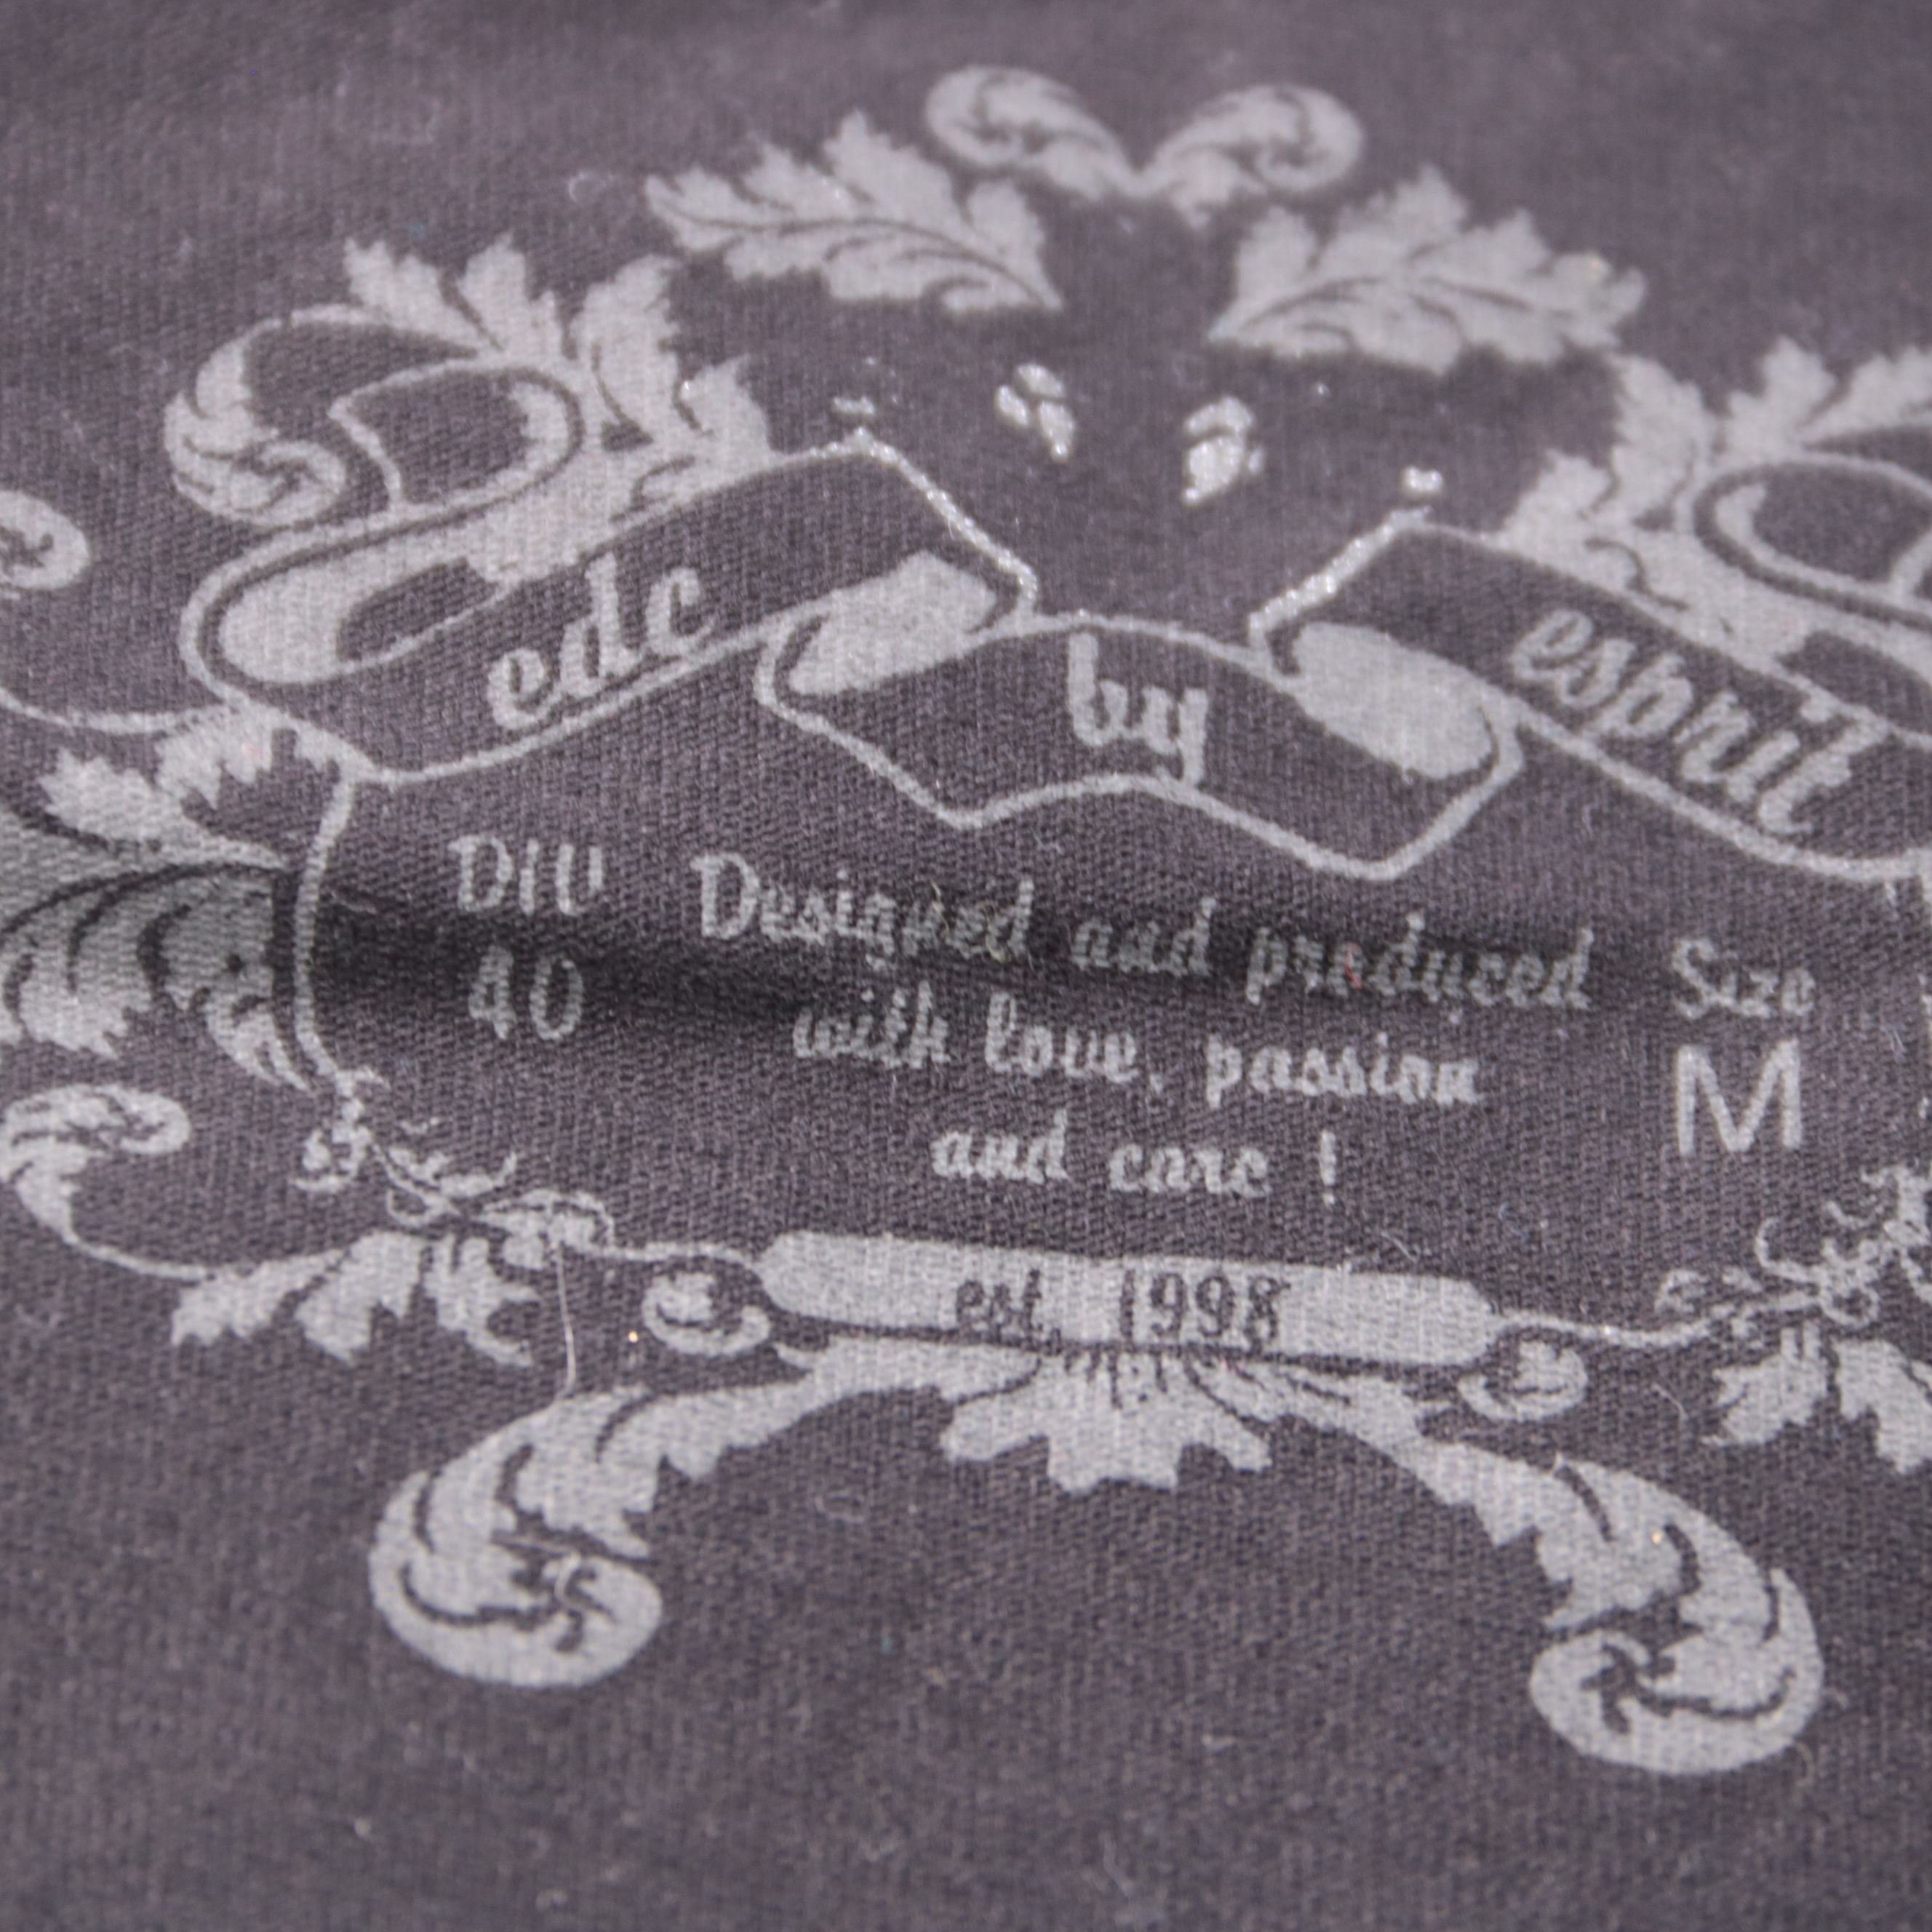 edc by esprit
DIV
40
Designed and produced
with love, passion
and care !
Size
M
est. 1998